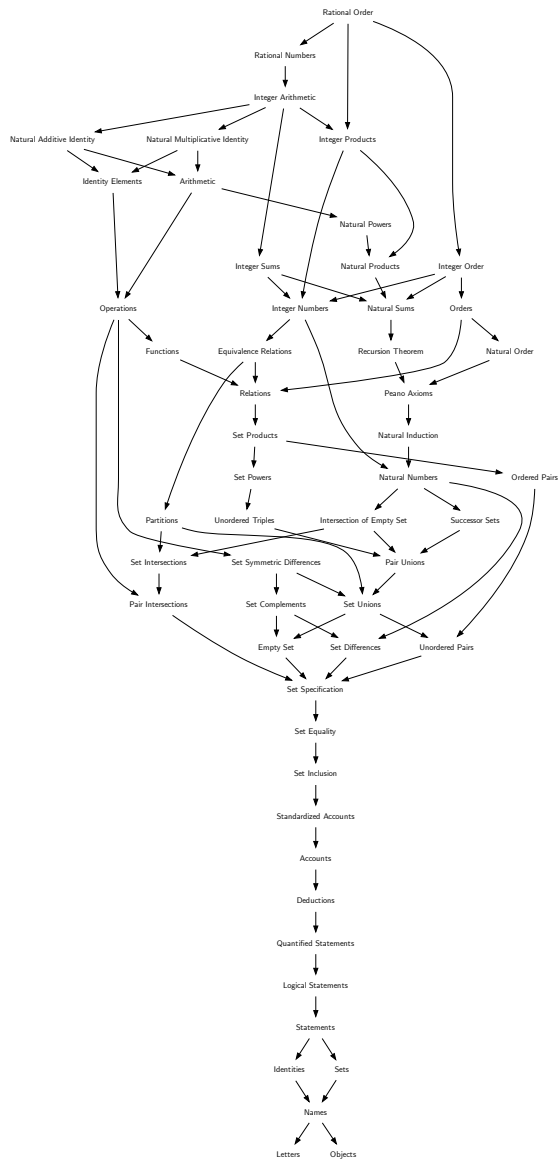 Rational Order
Rational Numbers
Integer Arithmetic
Natural Additive Identity
Natural Multiplicative Identity
Integer Products
Identity Elements
Arithmetic
Natural Powers
Integer Sums
Natural Products
Integer Order
Operations
Integer Numbers
Natural Sums
Orders
Functions
Equivalence Relations
Recursion Theorem
Natural Order
Relations
Peano Axioms
Set Products
Natural Induction
Set Powers
Natural Numbers
Ordered Pairs
Partitions
Unordered Triples
Intersection of Empty Set
Successor Sets
Set Intersections
Set Symmetric Differences
Pair Unions
Pair Intersections
Set Complements
Set Unions
Empty Set
Set Differences
Unordered Pairs
Set Specification
Set Equality
Set Inclusion
Standardized Accounts
Accounts
Deductions
Quantified Statements
Logical Statements
Statements
Identities
Sets
Names
Letters
Objects